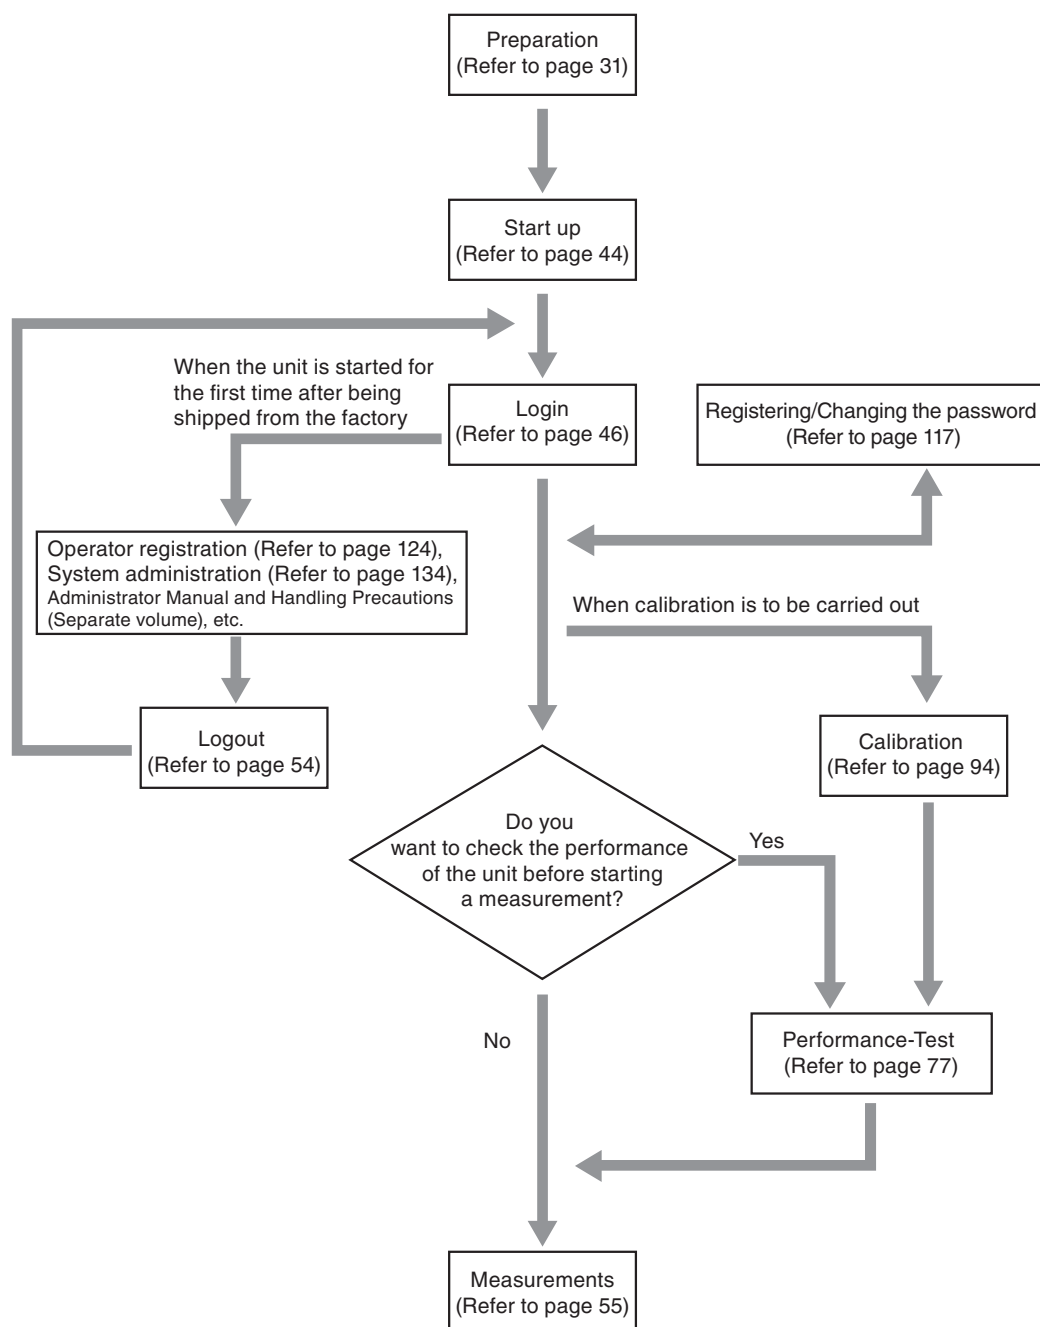 Preparation
(Refer to page 31)
Start up
(Refer to page 44)
When the unit is started for
the first time after being
shipped from the factory
Login
(Refer to page 46)
Registering/Changing the password
(Refer to page 117)
Operator registration (Refer to page 124),
System administration (Refer to page 134),
Administrator Manual and Handling Precautions
(Separate volume), etc.
When calibration is to be carried out
Logout
(Refer to page 54)
Calibration
(Refer to page 94)
Do you
want to check the performance
of the unit before starting
a measurement?
Yes
No
Performance-Test
(Refer to page 77)
Measurements
(Refer to page 55)